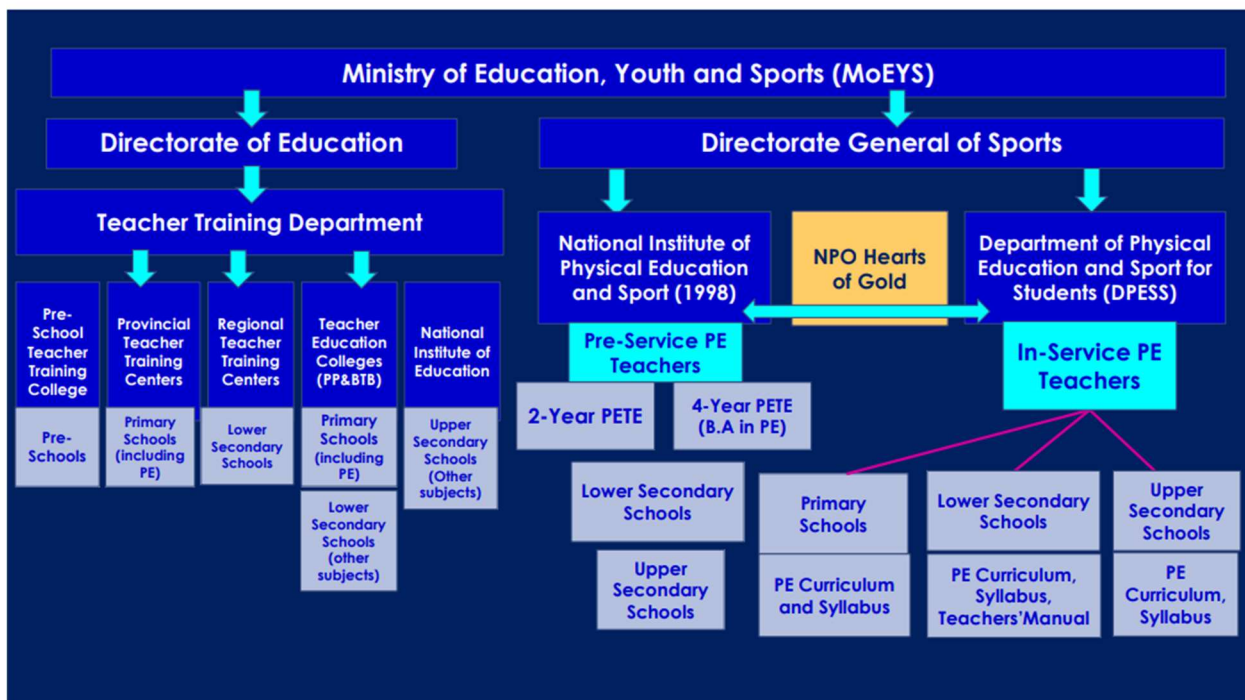 Ministry of Education, Youth and Sports (MoEYS)
Directorate of Education
Directorate General of Sports
Teacher Training Department
National Institute of
Physical Education
and Sport (1998)
NPO Hearts
of Gold
Department of Physical
Education and Sport for
Students (DPESS)
Pre-
School
Teacher
Training
College
Provincial
Teacher
Training
Centers
Regional
Teacher
Training
Centers
Teacher
Education
Colleges
(PP&BTB)
National
Institute of
Education
Pre-Service PE
Teachers
In-Service PE
Teachers
Pre-
Schools
Primary
Schools
(including
PE)
Lower
Secondary
Schools
Primary
Schools
(including
PE)
Upper
Secondary
Schools
(Other
subjects)
Lower
Secondary
Schools
(other
subjects)
2-Year PETE
4-Year PETE
(B.A in PE)
Lower Secondary
Schools
Upper
Secondary
Schools
Primary
Schools
Lower Secondary
Schools
Upper
Secondary
Schools
PE Curriculum
and Syllabus
PE Curriculum,
Syllabus,
Teachers'Manual
PE
Curriculum,
Syllabus